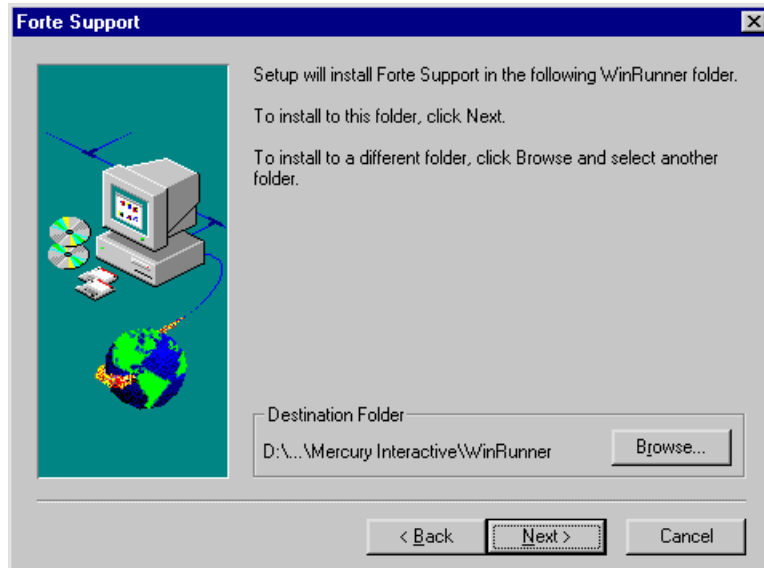 Forte Support
Setup will install Forte Support in the following WinRunner folder.
To install to this folder, click Next.
To install to a different folder, click Browse and select another
folder.
Destination Folder
D:\...\Mercury Interactive\WinRunner
Browse...
< Back
Next >
Cancel